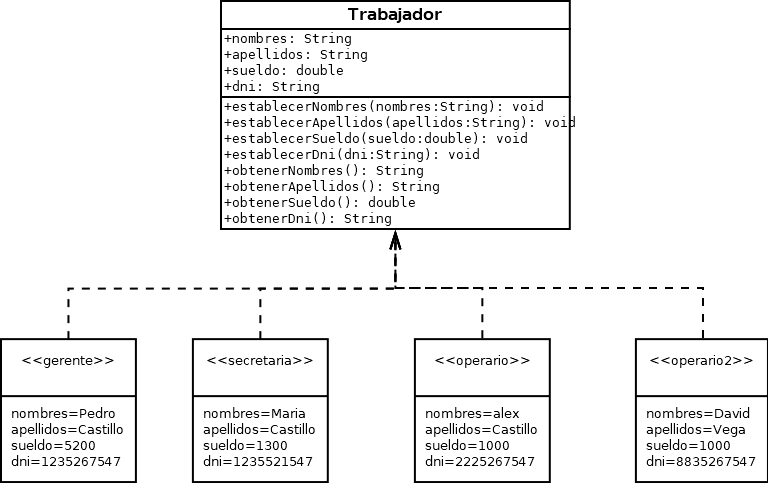 Trabajador
+nombres: String
+apellidos: String
+sueldo: double
+dni: String
+establecerNombres(nombres:String): void
+establecerApellidos(apellidos:String): void
+establecerSueldo(sueldo:double): void
+establecerDni(dni:String): void
+obtenerNombres(): String
+obtenerApellidos(): String
+obtenerSueldo(): double
+obtenerDni(): String
<<gerente>>
nombres=Pedro
apellidos=Castillo
sueldo=5200
dni=1235267547
<<secretaria>>
nombres=Maria
apellidos=Castillo
sueldo=1300
dni=1235521547
<<operario>>
nombres=alex
apellidos=Castillo
sueldo=1000
dni=2225267547
<<operario2>>
nombres=David
apellidos=Vega
sueldo=1000
dni=8835267547